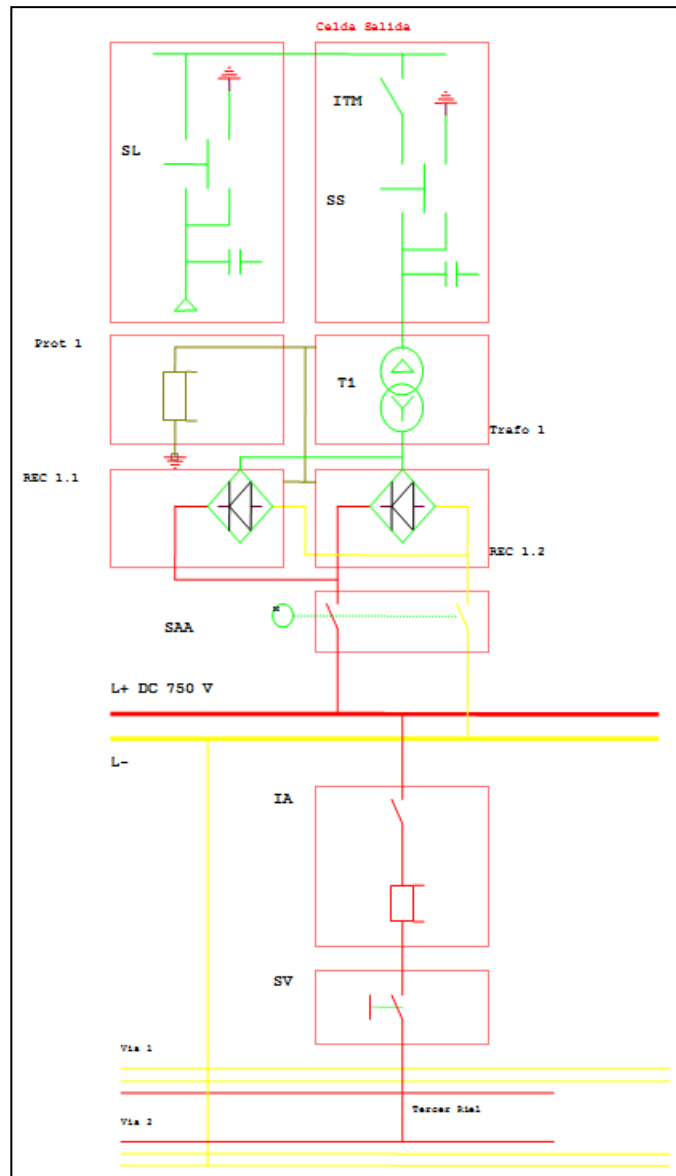 Celda Salida
ITM
SL
SS
Prot 1
T1
Trafo 1
REC 1.1
REC 1.2
SAA
L+ DC 750 V
L-
IA
SV
Via 1
Tercer Riel
Via 2